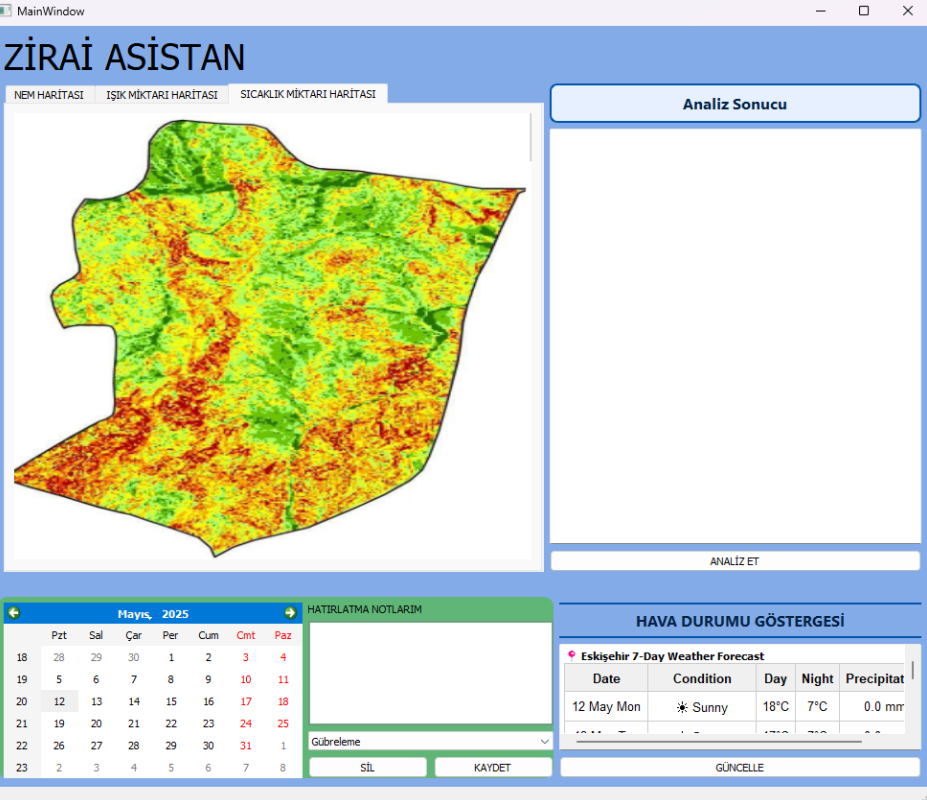 MainWindow
ZİRAİ ASİSTAN
NEM HARİTASI IŞIK MİKTARI HARİTASI SICAKLIK MİKTARI HARİTASI
Analiz Sonucu
ANALİZ ET
Mayıs, 2025
Pzt Sal Çar Per Cum Cmt Paz
18 28 29 30 1 2 3 4
19 5 6 7 8 9 10 11
20 12 13 14 15 16 17 18
21 19 20 21 22 23 24 25
22 26 27 28 29 30 31 1
23 2 3 4 5 6 7 8
HATIRLATMA NOTLARIM
Gübreleme
SİL KAYDET
HAVA DURUMU GÖSTERGESİ
Eskişehir 7-Day Weather Forecast
Date Condition Day Night Precipitat
12 May Mon Sunny 18°C 7°C 0.0 mm
GÜNCELLE